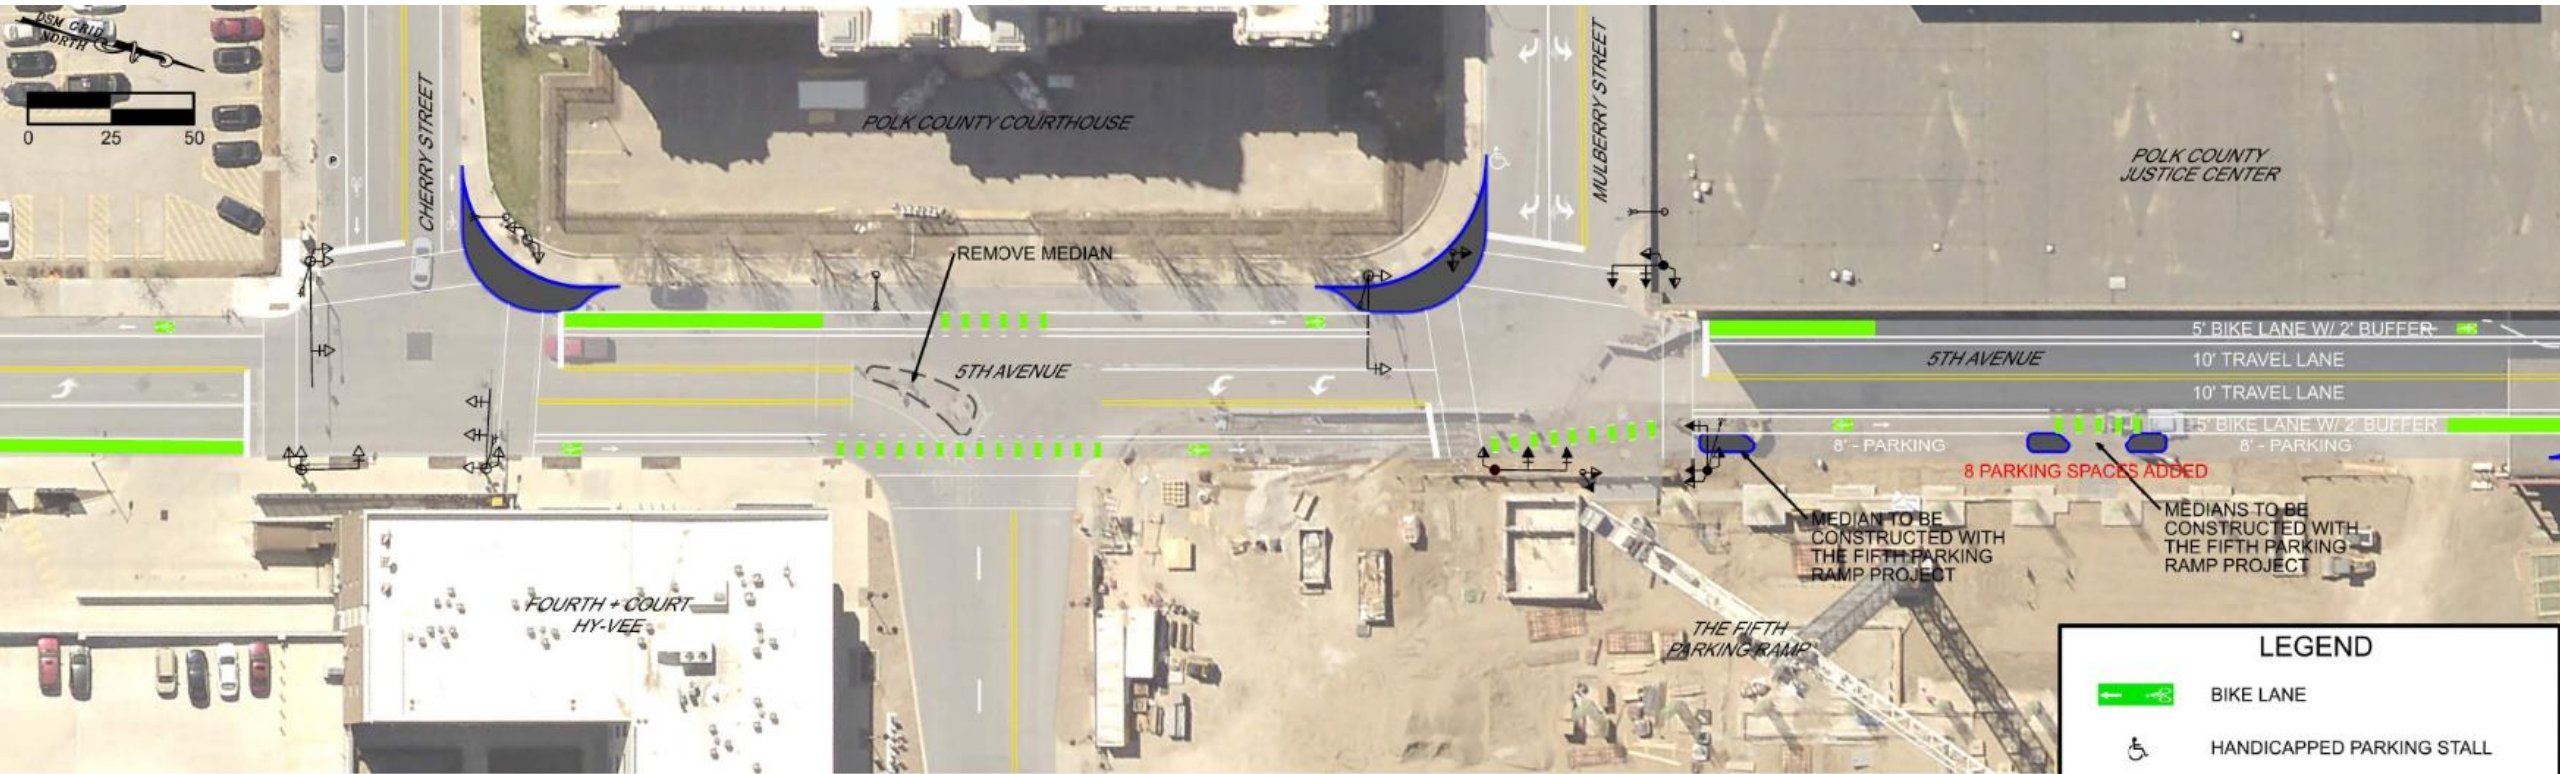 DSM GRID
NORTH
0 25 50
CHERRY STREET
POLK COUNTY COURTHOUSE
MULBERRY STREET
POLK COUNTY
JUSTICE CENTER
P
REMOVE MEDIAN
5TH AVENUE
5TH AVENUE
5' BIKE LANE W/ 2' BUFFER
10' TRAVEL LANE
10' TRAVEL LANE
5' BIKE LANE W/ 2' BUFFER
8' - PARKING
8' - PARKING
8 PARKING SPACES ADDED
MEDIAN TO BE
CONSTRUCTED WITH
THE FIFTH PARKING
RAMP PROJECT
MEDIANS TO BE
CONSTRUCTED WITH
THE FIFTH PARKING
RAMP PROJECT
FOURTH + COURT
HY-VEE
THE FIFTH
PARKING RAMP
LEGEND
BIKE LANE
HANDICAPPED PARKING STALL